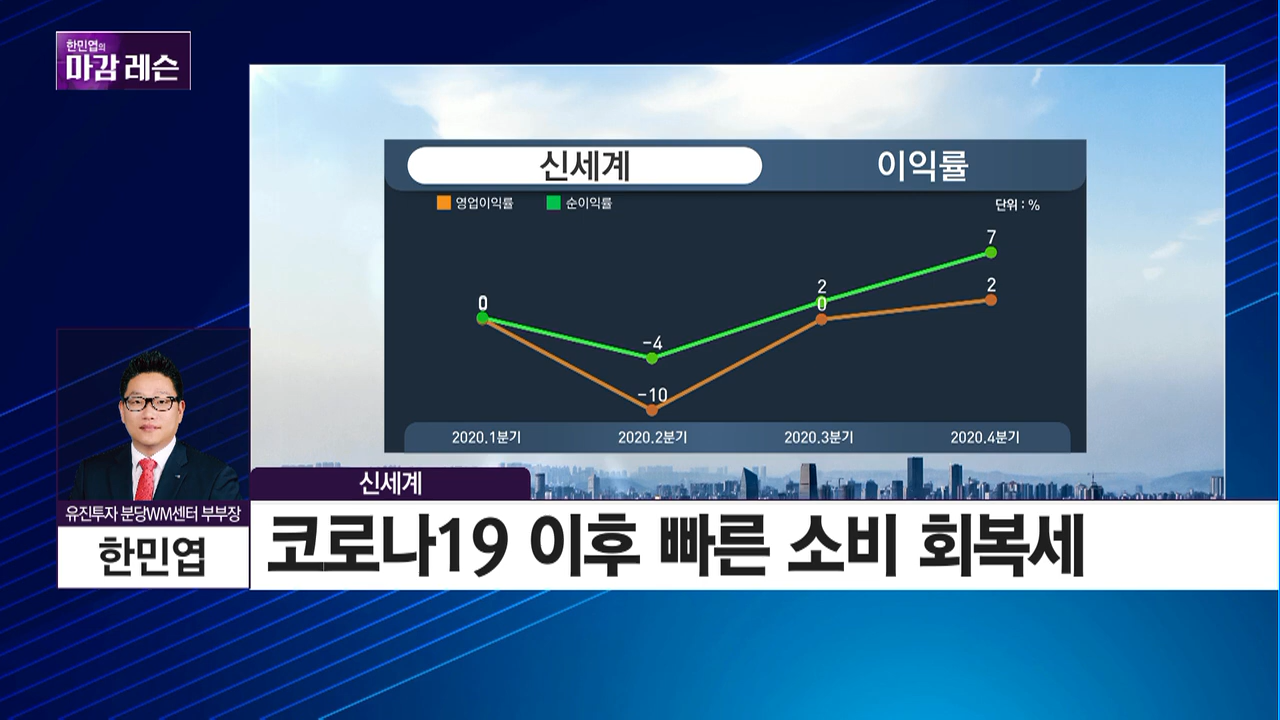 한민엽의
마감 레슨
신세계
이익률
영업이익률
순이익률
단위 : %
0
-4
-10
2
0
7
2
2020.1분기
2020.2분기
2020.3분기
2020.4분기
신세계
코로나19 이후 빠른 소비 회복세
유진투자 분당WM센터 부부장
한민엽